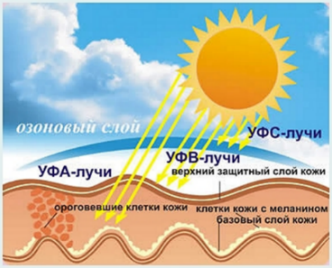 озоновый слой
УФС-лучи
УФВ-лучи
УФА-лучи
верхний защитный слой кожи
ороговевшие клетки кожи
клетки кожи с меланином
базовый слой кожи